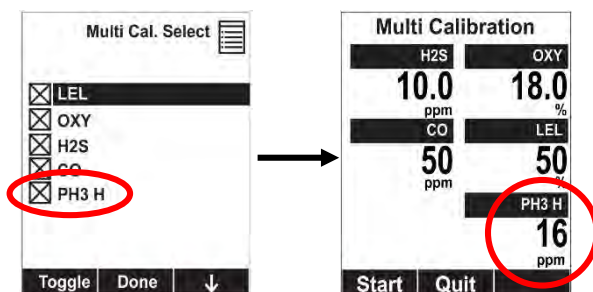 Multi Cal. Select
LEL
OXY
H2S
CO
PH3 H
Toggle Done ↓
Multi Calibration
H2S OXY
10.0 18.0
ppm %
CO LEL
50 50
ppm %
PH3 H
16
ppm
Start Quit